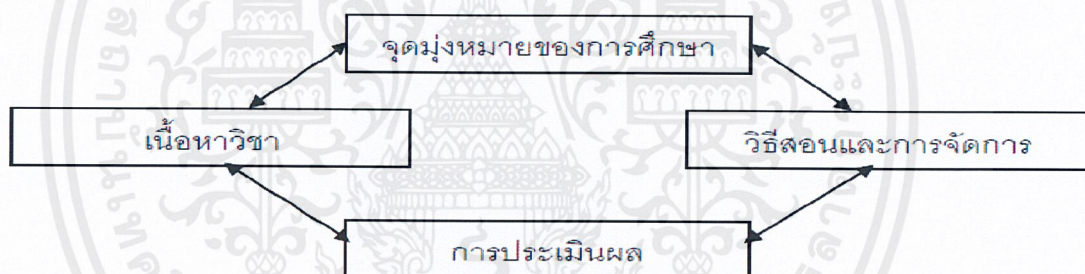 จุดมุ่งหมายของการศึกษา
เนื้อหาวิชา
วิธีสอนและการจัดการ
การประเมินผล